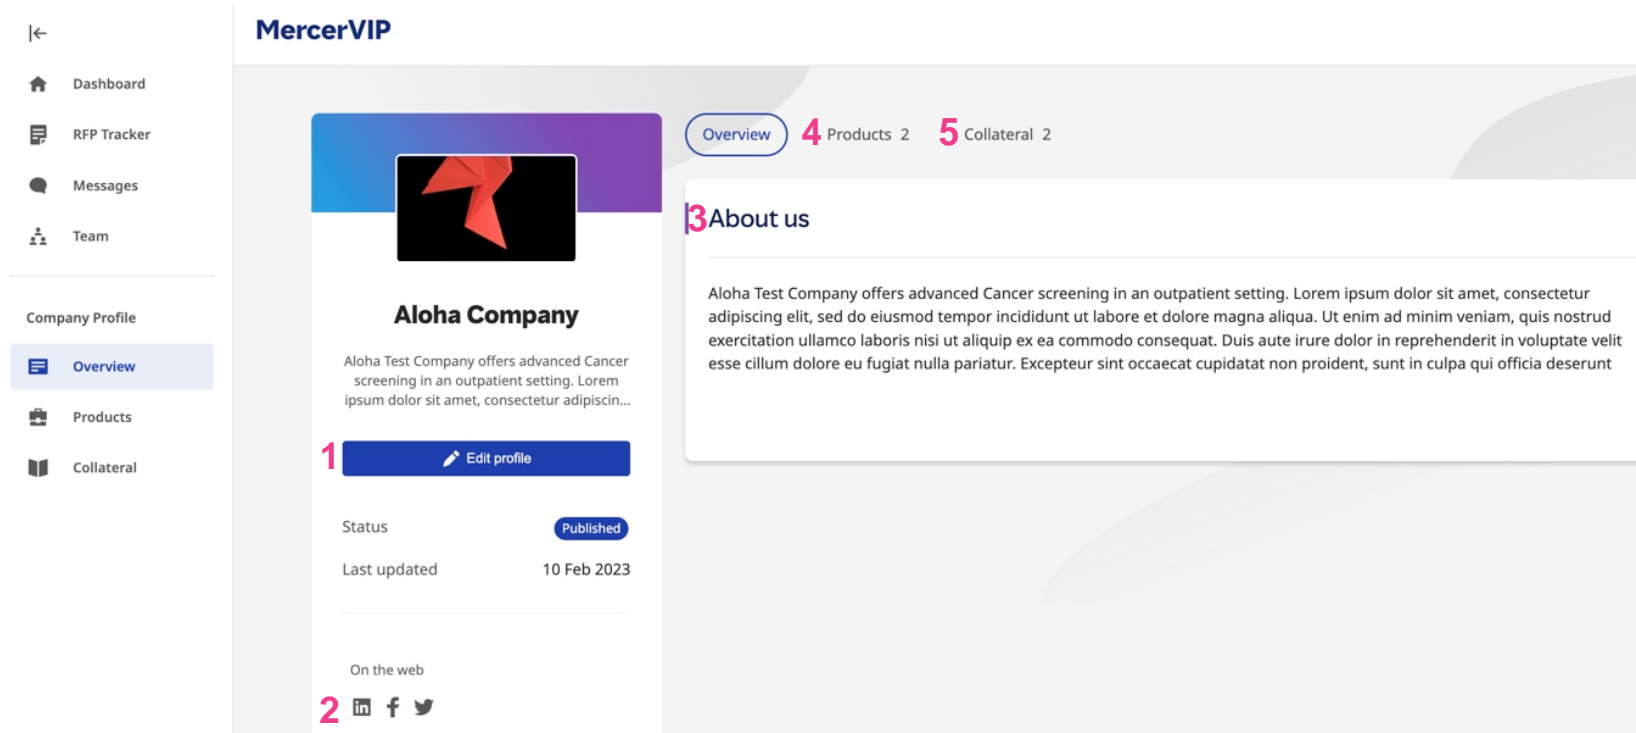 MercerVIP
Dashboard
RFP Tracker
Messages
Team
Company Profile
Overview
Products
Collateral
Aloha Company
Aloha Test Company offers advanced Cancer
screening in an outpatient setting. Lorem
ipsum dolor sit amet, consectetur adipiscin...
1 Edit profile
Status Published
Last updated 10 Feb 2023
On the web
2
Overview 4 Products 2 5 Collateral 2
3 About us
Aloha Test Company offers advanced Cancer screening in an outpatient setting. Lorem ipsum dolor sit amet, consectetur
adipiscing elit, sed do eiusmod tempor incididunt ut labore et dolore magna aliqua. Ut enim ad minim veniam, quis nostrud
exercitation ullamco laboris nisi ut aliquip ex ea commodo consequat. Duis aute irure dolor in reprehenderit in voluptate velit
esse cillum dolore eu fugiat nulla pariatur. Excepteur sint occaecat cupidatat non proident, sunt in culpa qui officia deserunt